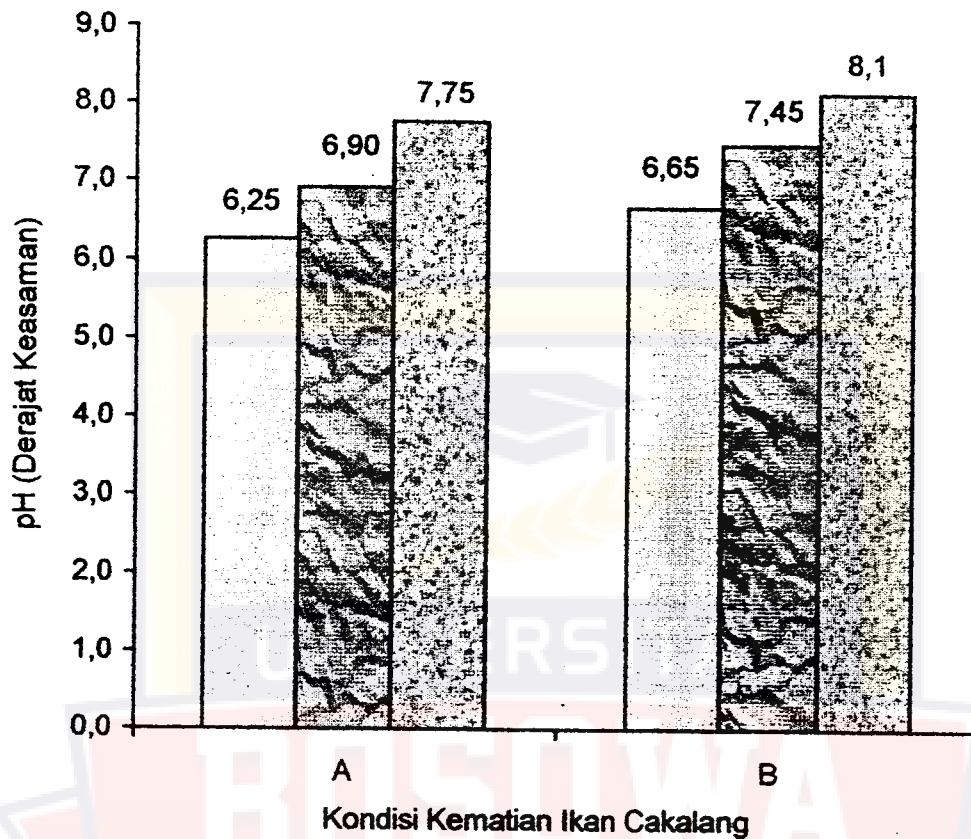 9,0
8,0
7,0
6,0
5,0
4,0
3,0
2,0
1,0
0,0
pH (Derajat Keasaman)
6,25
6,90
7,75
6,65
7,45
8,1
A
B
Kondisi Kematian Ikan Cakalang
UNIVERSITAS
BOSOWA